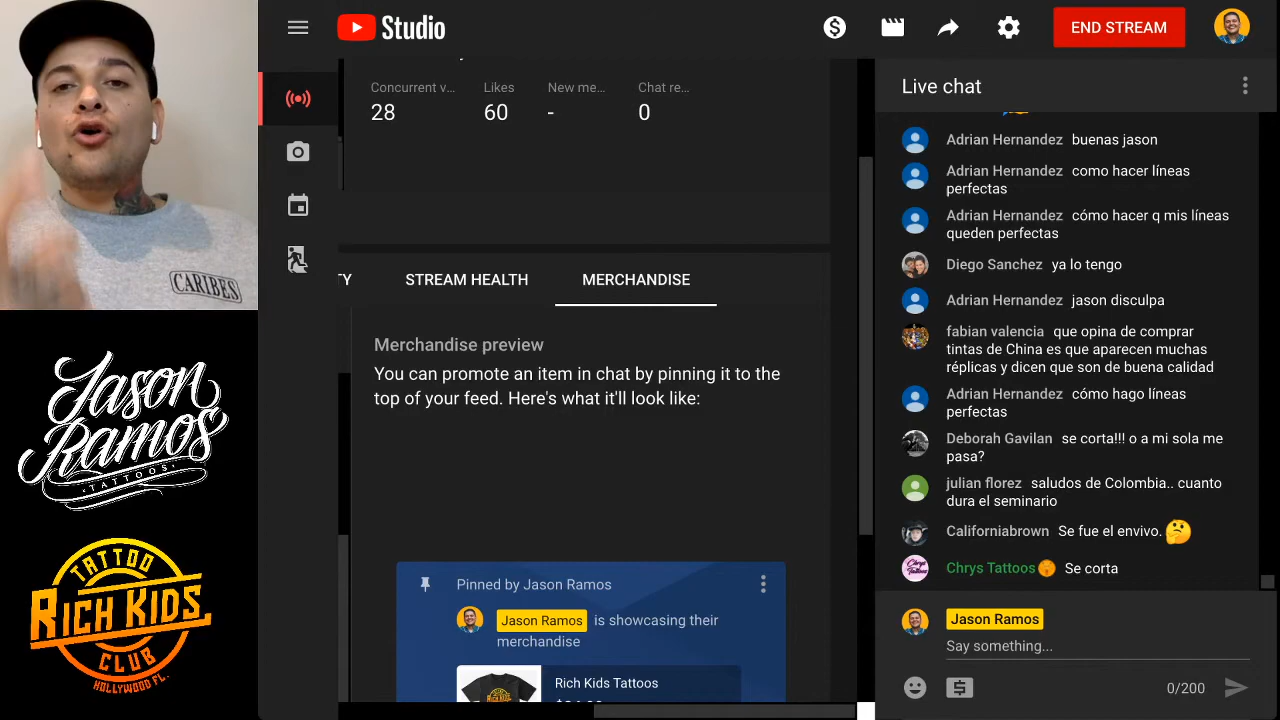 CARIBES
Jason
Ramos
TATTOOS
TATTOO
RICH KIDS
CLUB
HOLLYWOOD FL.
Studio
END STREAM
Concurrent v...
Likes
New me...
Chat re...
28
60
-
0
TY
STREAM HEALTH
MERCHANDISE
Merchandise preview
You can promote an item in chat by pinning it to the
top of your feed. Here's what it'll look like:
Pinned by Jason Ramos
Jason Ramos is showcasing their
merchandise
Rich Kids Tattoos
Live chat
Adrian Hernandez buenas jason
Adrian Hernandez como hacer líneas
perfectas
Adrian Hernandez cómo hacer q mis líneas
queden perfectas
Diego Sanchez ya lo tengo
Adrian Hernandez jason disculpa
fabian valencia que opina de comprar
tintas de China es que aparecen muchas
réplicas y dicen que son de buena calidad
Adrian Hernandez cómo hago líneas
perfectas
Deborah Gavilan se corta!!! o a mi sola me
pasa?
julian florez saludos de Colombia.. cuanto
dura el seminario
Californiabrown Se fue el envivo. 🤔
Chrys Tattoos Se corta
Jason Ramos
Say something...
0/200